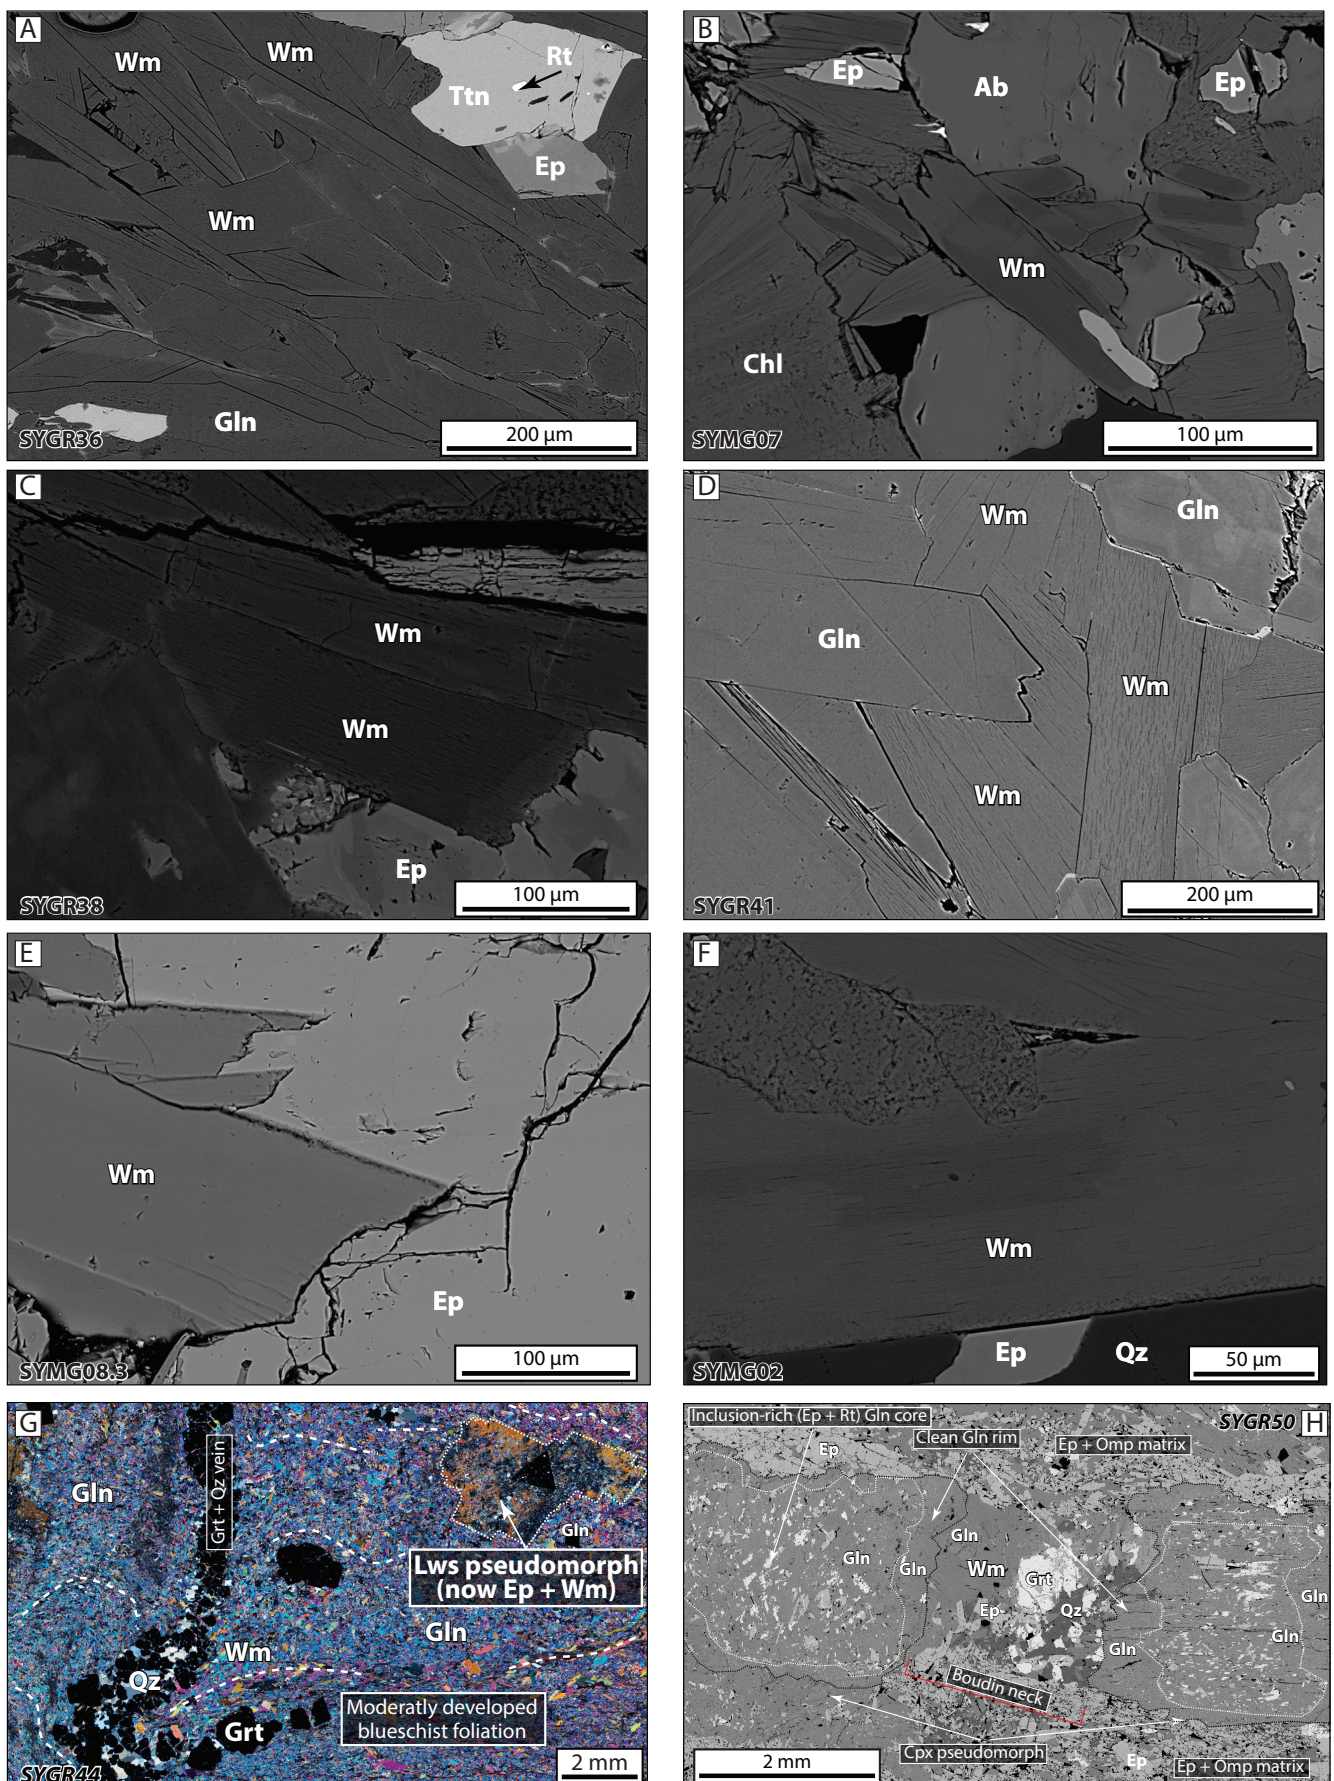 A
Wm
Wm
Rt
Ttn
Ep
Wm
Gln
SYGR36
200 µm
B
Ep
Ab
Ep
Wm
Chl
SYMG07
100 µm
C
Wm
Wm
Ep
SYGR38
100 µm
D
Wm
Gln
Gln
Wm
Wm
SYGR41
200 µm
E
Wm
Ep
SYMG08.3
100 µm
F
Wm
Ep
Qz
SYMG02
50 µm
G
Gln
Grt + Qz vein
Gln
Lws pseudomorph
(now Ep + Wm)
Gln
Wm
Qz
Grt
Moderatly developed
blueschist foliation
SYGR44
2 mm
Inclusion-rich (Ep + Rt) Gln core
SYGR50
H
Clean Gln rim
Ep
Ep + Omp matrix
Gln
Gln
Gln
Wm
Grt
Ep
Qz
Gln
Gln
Gln
Boudin neck
Cpx pseudomorph
Ep
Ep + Omp matrix
2 mm